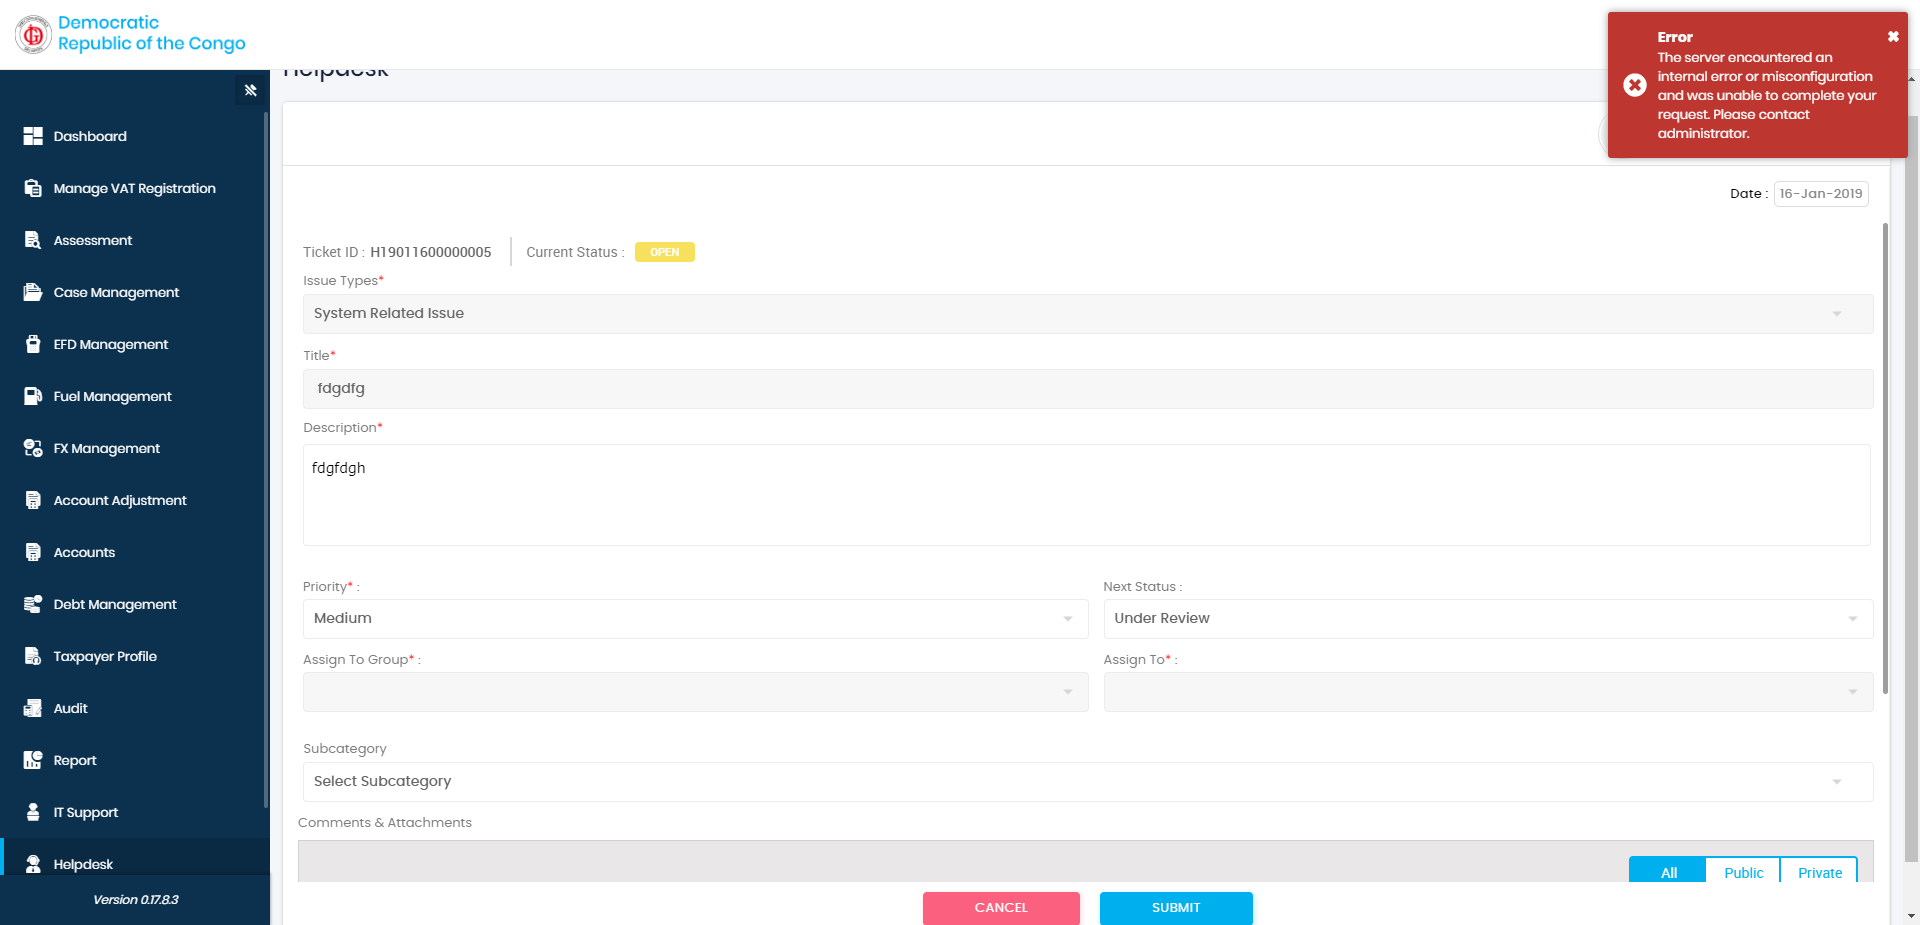 Democratic
Republic of the Congo
Error
The server encountered an
internal error or misconfiguration
and was unable to complete your
request. Please contact
administrator.
Helpdesk
Dashboard
Manage VAT Registration
Assessment
Case Management
EFD Management
Fuel Management
FX Management
Account Adjustment
Accounts
Debt Management
Taxpayer Profile
Audit
Report
IT Support
Helpdesk
Version 0.17.8.3
Date : 16-Jan-2019
Ticket ID : H19011600000005 Current Status : OPEN
Issue Types*
System Related Issue
Title*
fdgdfg
Description*
fdgfdgh
Priority* : Next Status :
Medium Under Review
Assign To Group* : Assign To* :
Subcategory
Select Subcategory
Comments & Attachments
All Public Private
CANCEL SUBMIT